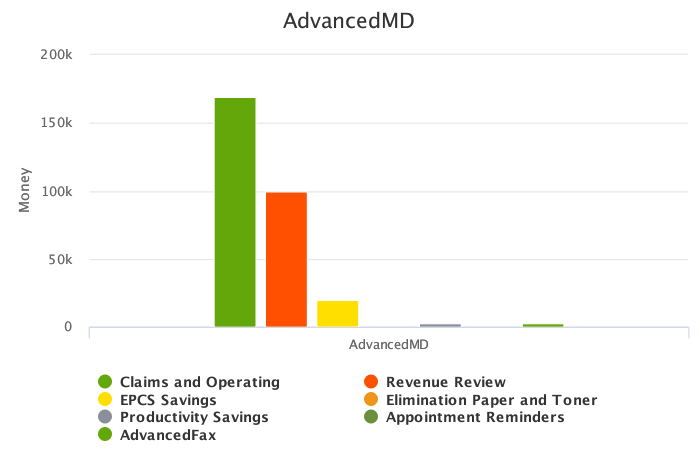 AdvancedMD
200k
150k
100k
50k
0
Money
AdvancedMD
Claims and Operating
Revenue Review
EPCS Savings
Elimination Paper and Toner
Productivity Savings
Appointment Reminders
AdvancedFax